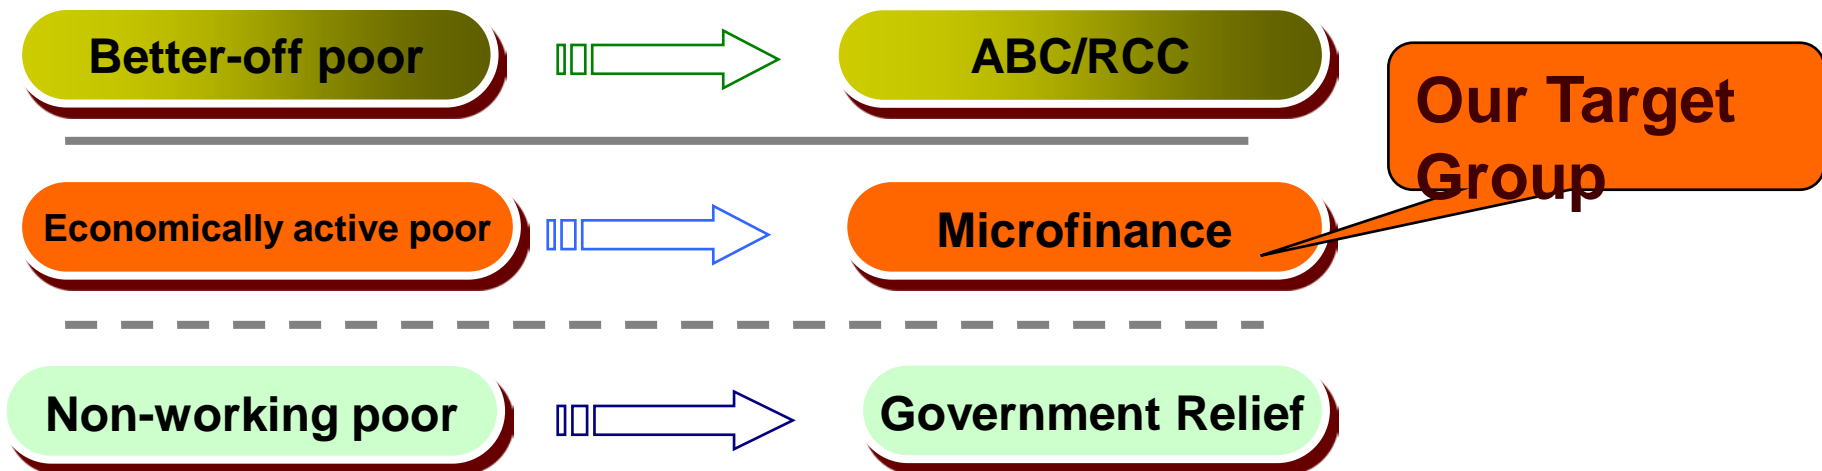 Better-off poor
ABC/RCC
Our Target
Group
Economically active poor
Microfinance
Non-working poor
Government Relief